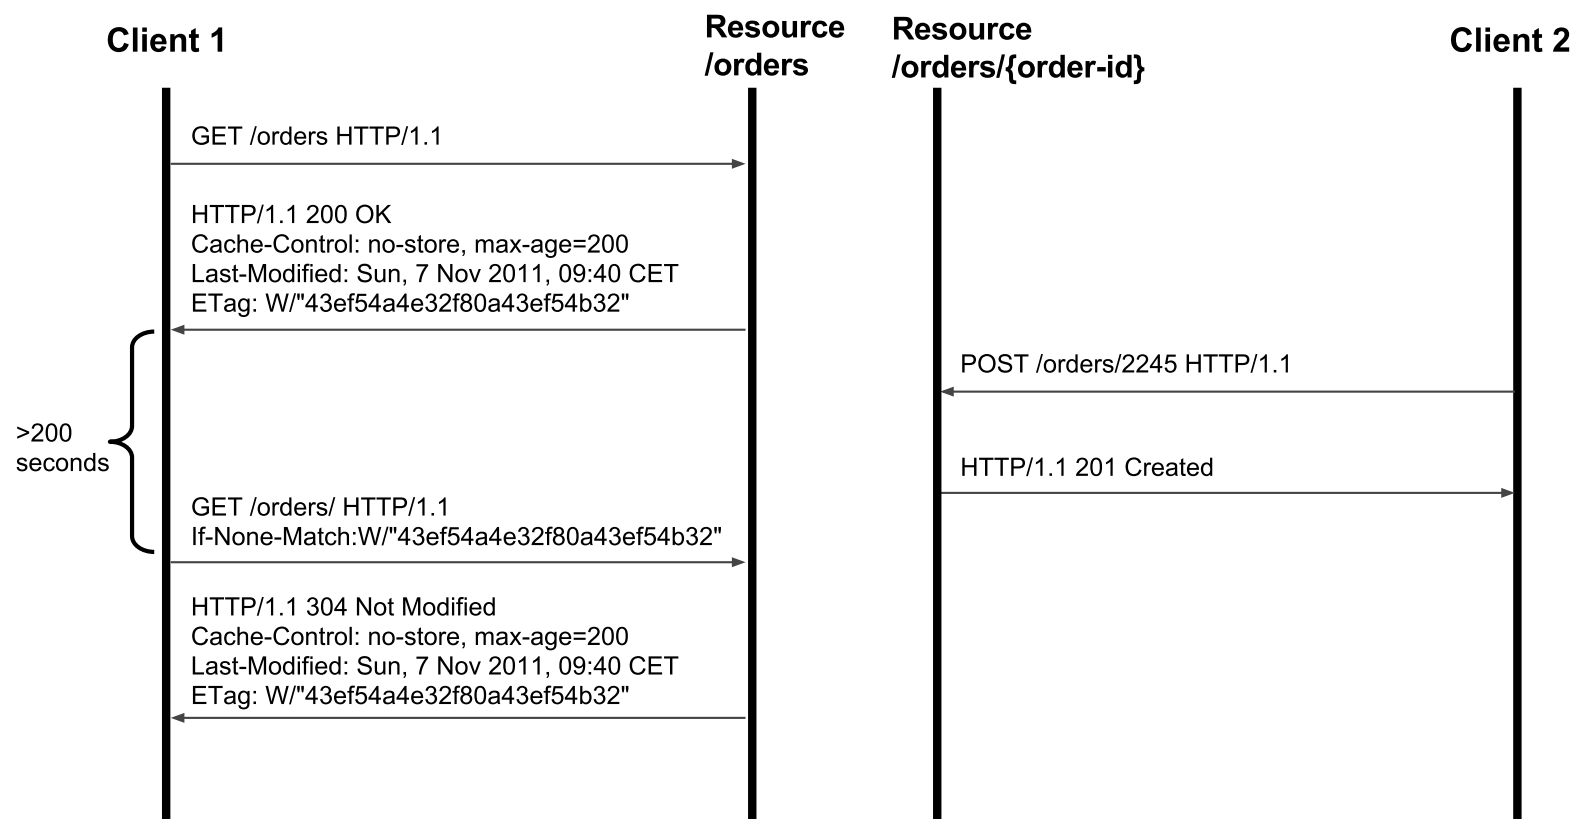 Client 1
Resource
/orders
Resource
/orders/{order-id}
Client 2
GET /orders HTTP/1.1
HTTP/1.1 200 OK
Cache-Control: no-store, max-age=200
Last-Modified: Sun, 7 Nov 2011, 09:40 CET
ETag: W/"43ef54a4e32f80a43ef54b32"
POST /orders/2245 HTTP/1.1
>200
seconds
HTTP/1.1 201 Created
GET /orders/ HTTP/1.1
If-None-Match:W/"43ef54a4e32f80a43ef54b32"
HTTP/1.1 304 Not Modified
Cache-Control: no-store, max-age=200
Last-Modified: Sun, 7 Nov 2011, 09:40 CET
ETag: W/"43ef54a4e32f80a43ef54b32"